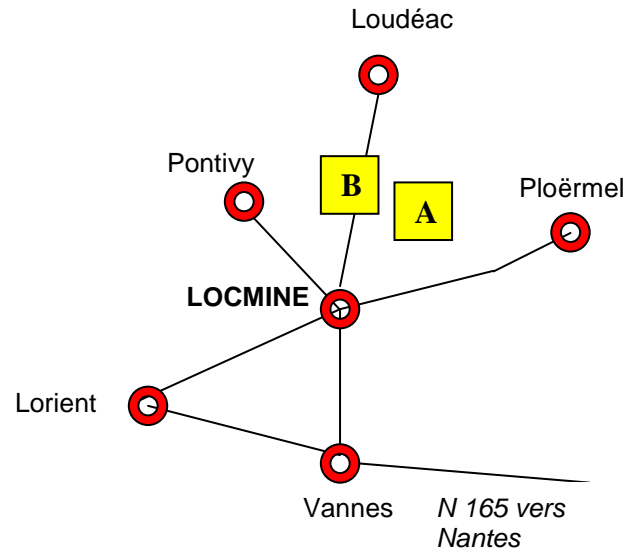 Loudéac
Pontivy
B
Ploërmel
A
LOCMINE
Lorient
Vannes
N 165 vers
Nantes